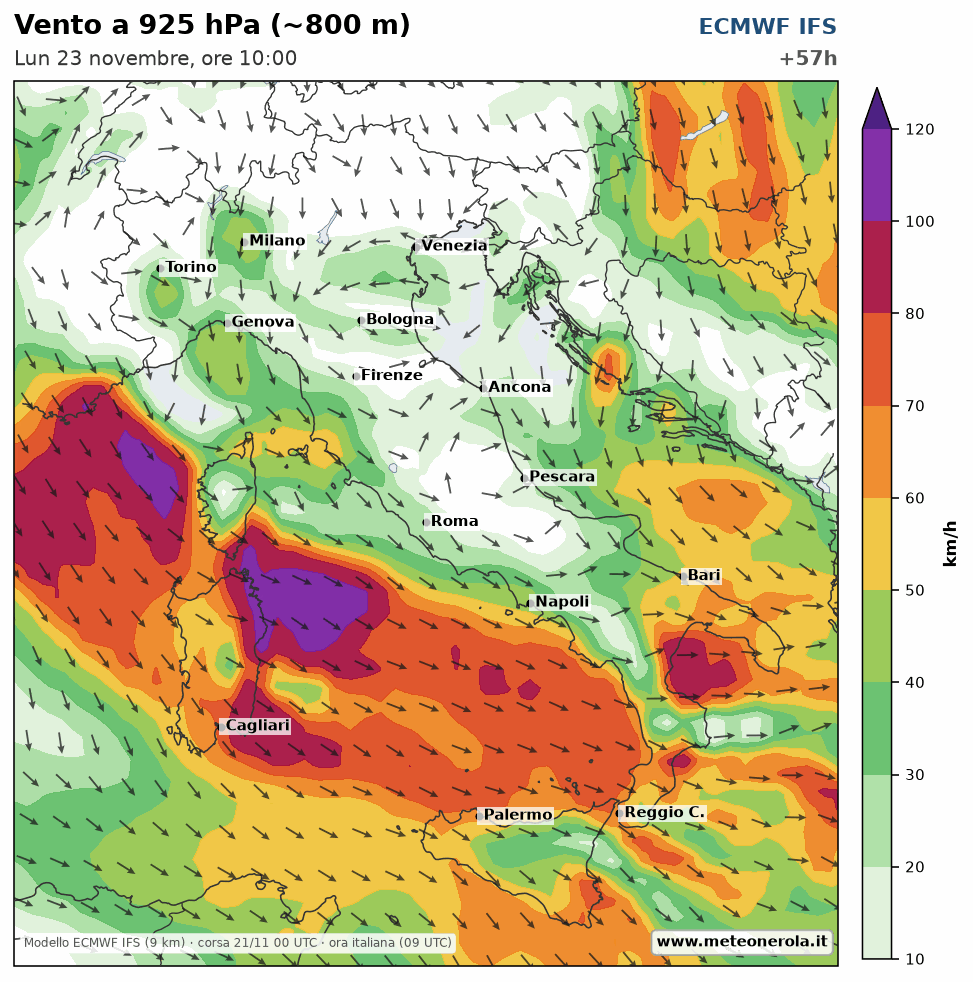 Vento a 925 hPa (~800 m)
ECMWF IFS
Lun 23 novembre, ore 10:00
+57h
Milano
Venezia
Torino
Genova
Bologna
Firenze
Ancona
Pescara
Roma
Bari
Napoli
Cagliari
Palermo
Reggio C.
120
100
80
70
60
50
40
30
20
10
km/h
Modello ECMWF IFS (9 km) · corsa 21/11 00 UTC · ora italiana (09 UTC)
www.meteonerola.it